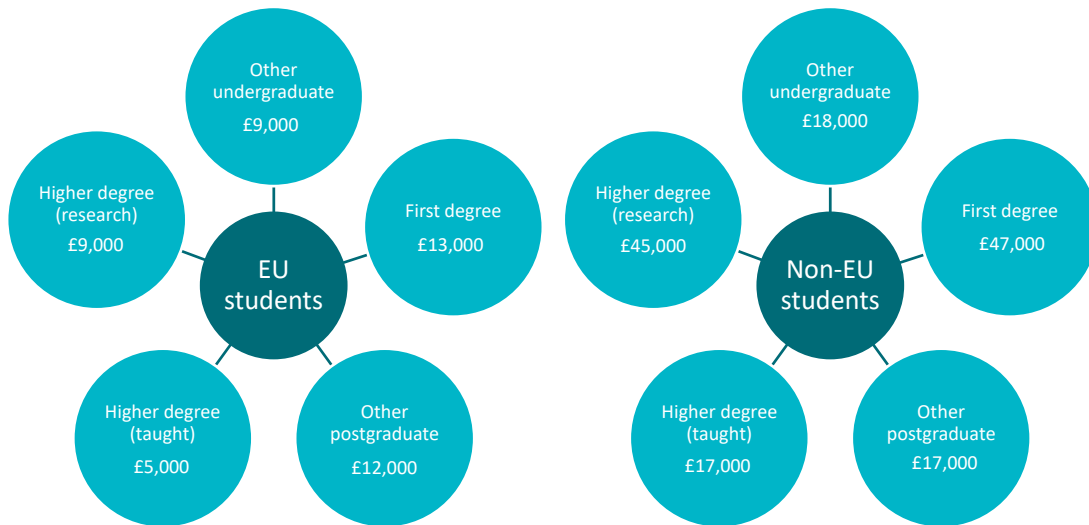 Other
undergraduate
£9,000
Higher degree
(research)
£9,000
First degree
£13,000
EU
students
Higher degree
(taught)
£5,000
Other
postgraduate
£12,000
Other
undergraduate
£18,000
Higher degree
(research)
£45,000
First degree
£47,000
Non-EU
students
Higher degree
(taught)
£17,000
Other
postgraduate
£17,000